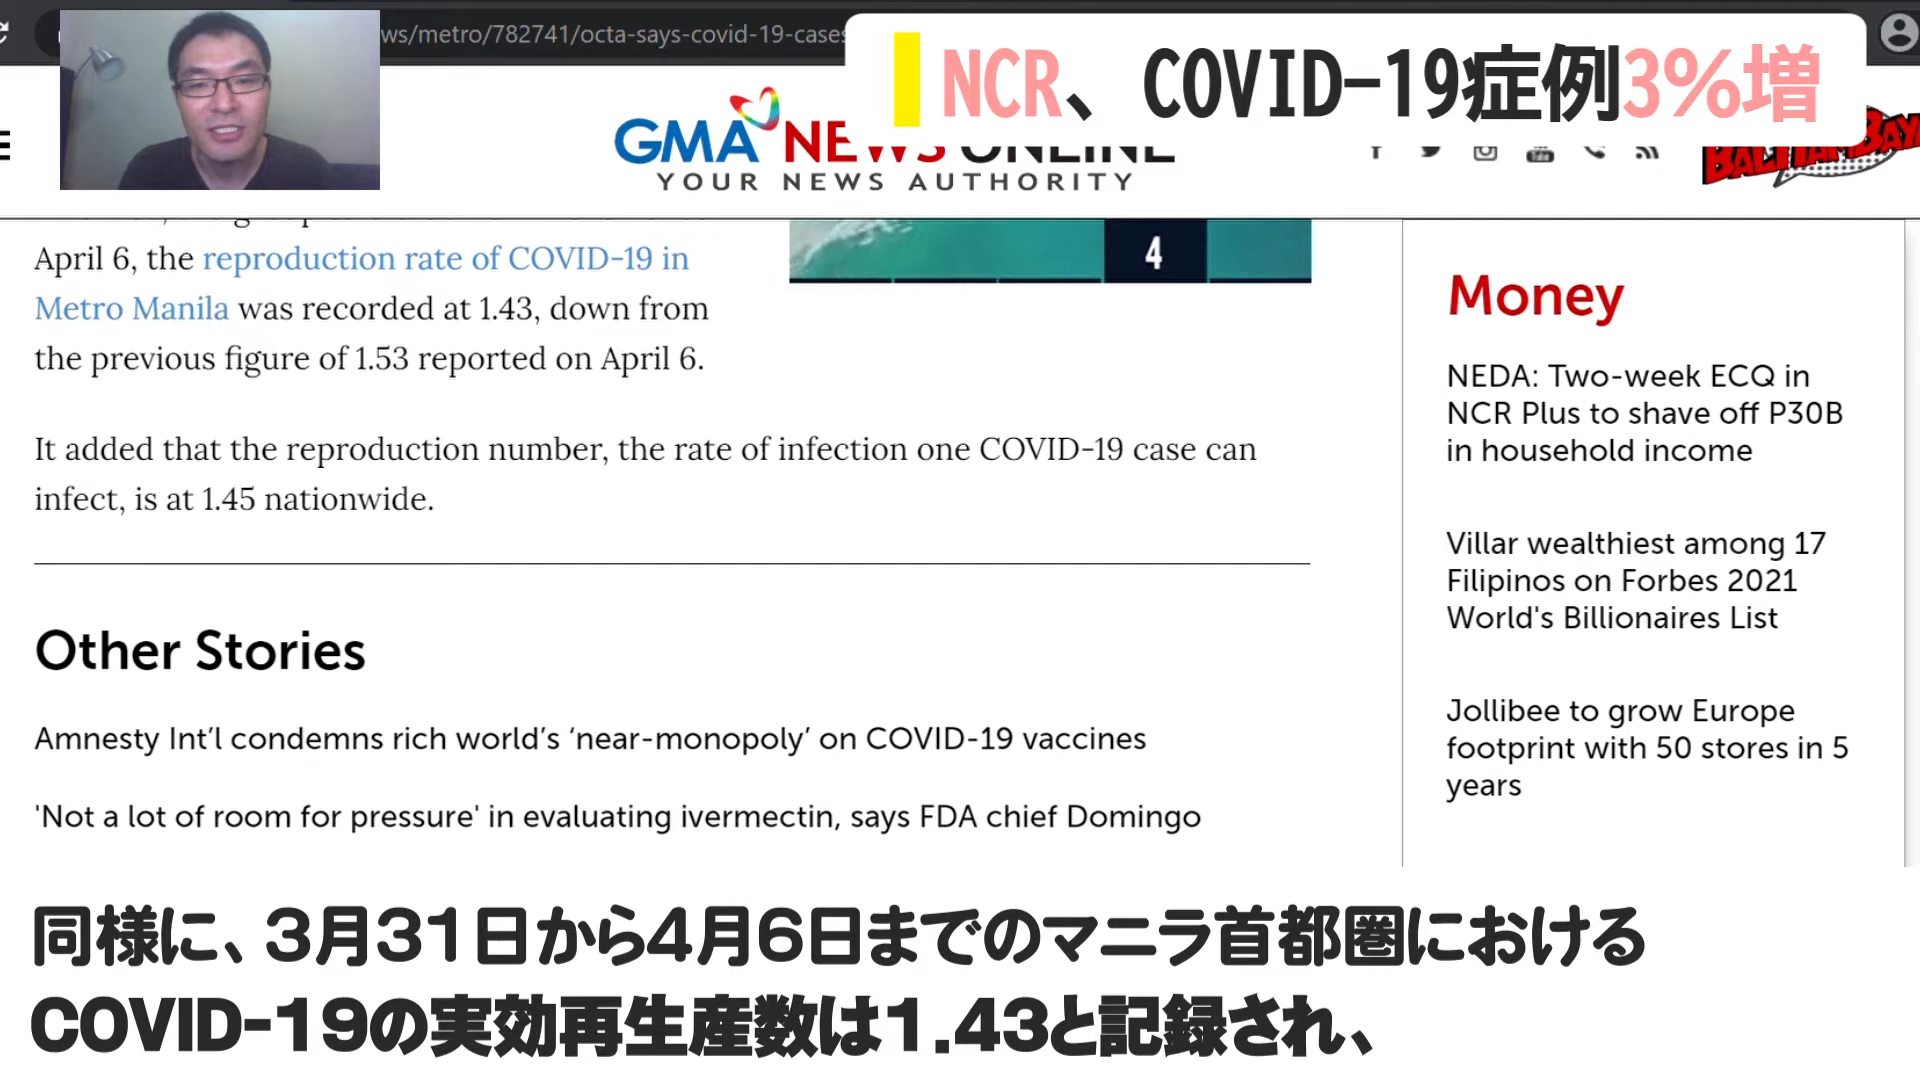 ws/metro/782741/octa-says-covid-19-cases
NCR、COVID-19症例3%増
GMA NEWS ONLINE
YOUR NEWS AUTHORITY
April 6, the reproduction rate of COVID-19 in
Metro Manila was recorded at 1.43, down from
the previous figure of 1.53 reported on April 6.
4
It added that the reproduction number, the rate of infection one COVID-19 case can
infect, is at 1.45 nationwide.
Other Stories
Amnesty Int’l condemns rich world’s ‘near-monopoly’ on COVID-19 vaccines
'Not a lot of room for pressure' in evaluating ivermectin, says FDA chief Domingo
Money
NEDA: Two-week ECQ in
NCR Plus to shave off P30B
in household income
Villar wealthiest among 17
Filipinos on Forbes 2021
World's Billionaires List
Jollibee to grow Europe
footprint with 50 stores in 5
years
同様に、3月31日から4月6日までのマニラ首都圏における
COVID-19の実効再生産数は1.43と記録され、